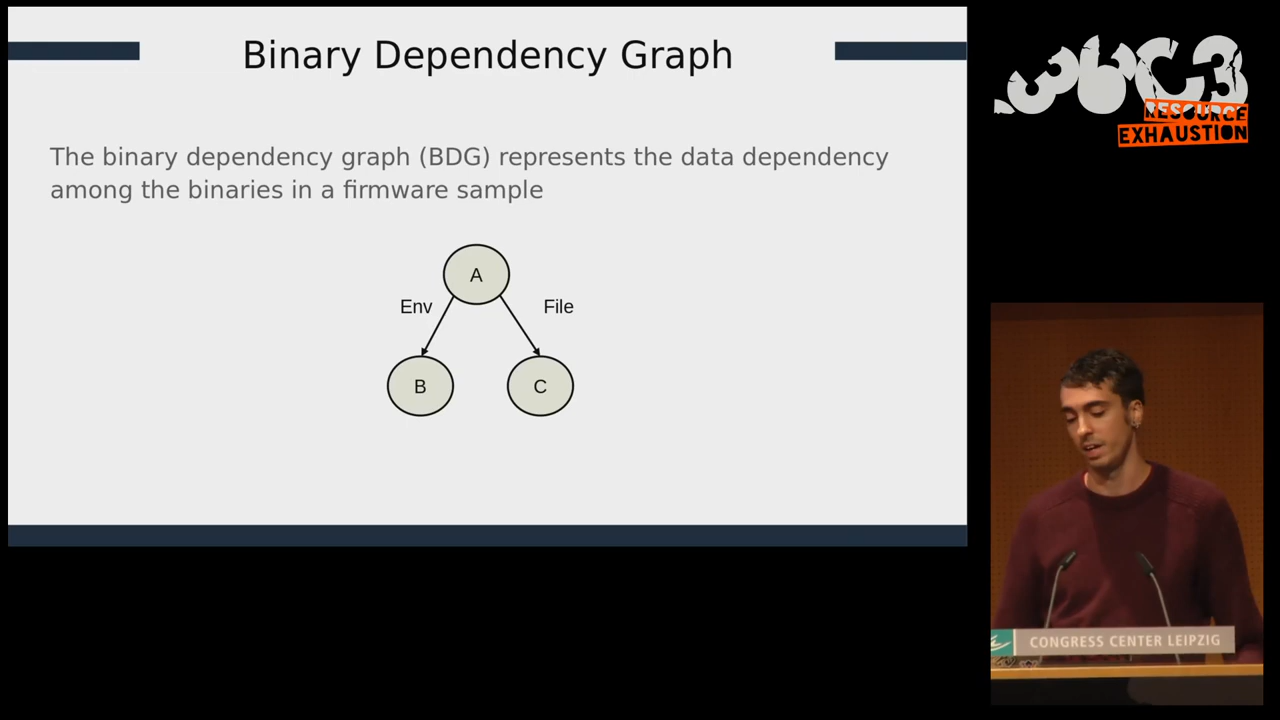 Binary Dependency Graph
The binary dependency graph (BDG) represents the data dependency
among the binaries in a firmware sample
A
Env
File
B
C
36C3
RESOURCE
EXHAUSTION
CONGRESS CENTER LEIPZIG